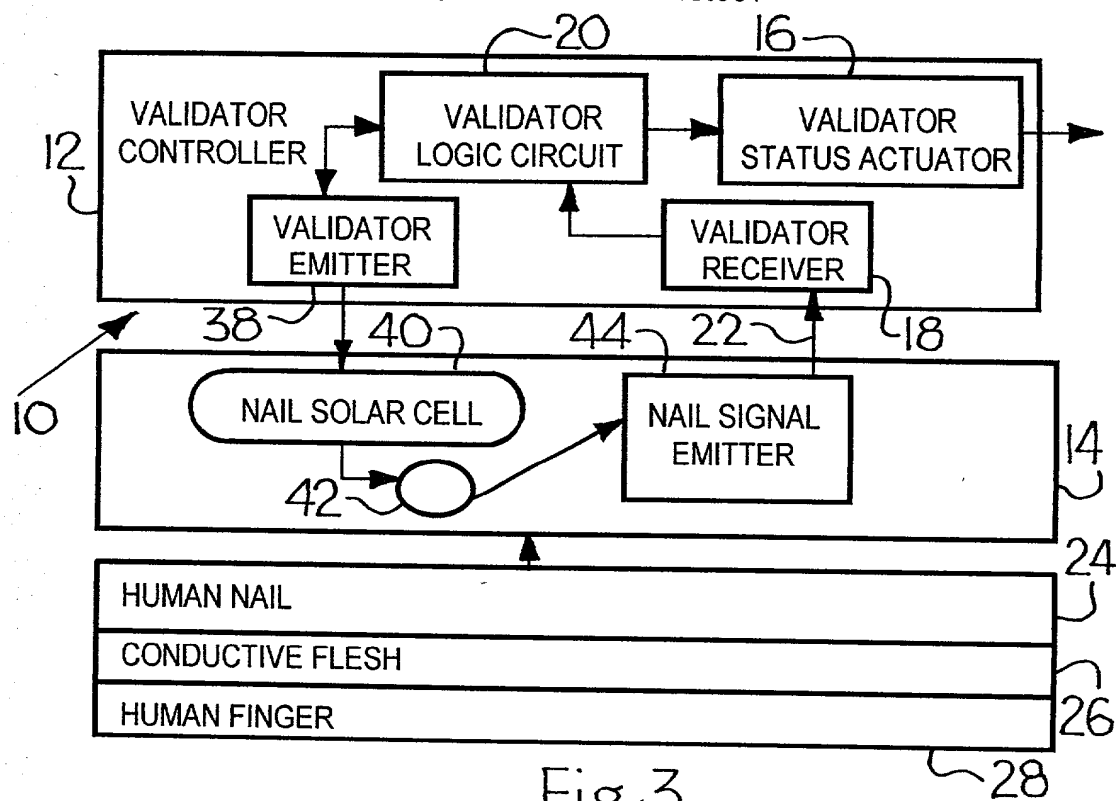 20
16
VALIDATOR
CONTROLLER
VALIDATOR
LOGIC CIRCUIT
VALIDATOR
STATUS ACTUATOR
12
VALIDATOR
EMITTER
VALIDATOR
RECEIVER
38
40
44
22
18
10
NAIL SOLAR CELL
NAIL SIGNAL
EMITTER
14
42
24
HUMAN NAIL
CONDUCTIVE FLESH
26
HUMAN FINGER
28
Fig.3